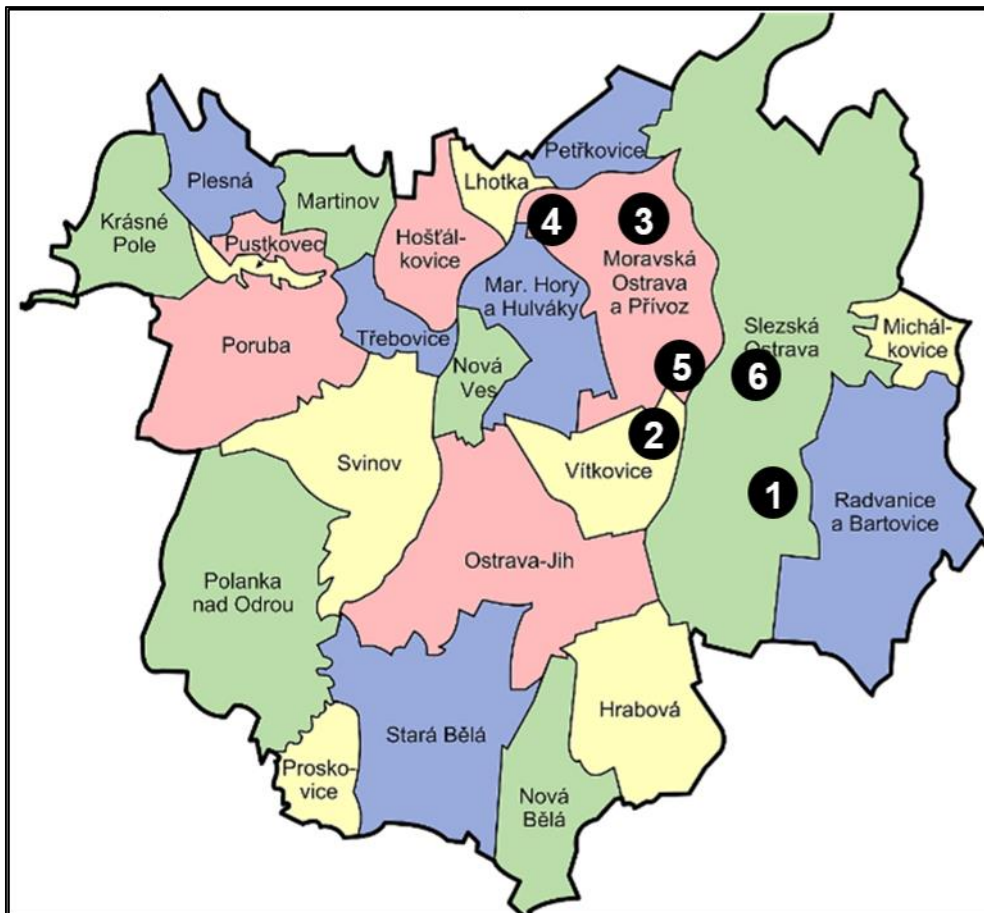 Petřkovice
Lhotka
Plesná
Martinov
Krásné
Pole
Pustkovec
Hošťál-
kovice
4
3
Moravská
Ostrava
a Přívoz
Mar. Hory
a Hulváky
Třebovice
Poruba
Nová
Ves
Slezská
Ostrava
Michál-
kovice
5
6
2
Svinov
Vítkovice
1
Radvanice
a Bartovice
Ostrava-Jih
Polanka
nad Odrou
Hrabová
Stará Bělá
Prosko-
vice
Nová
Bělá